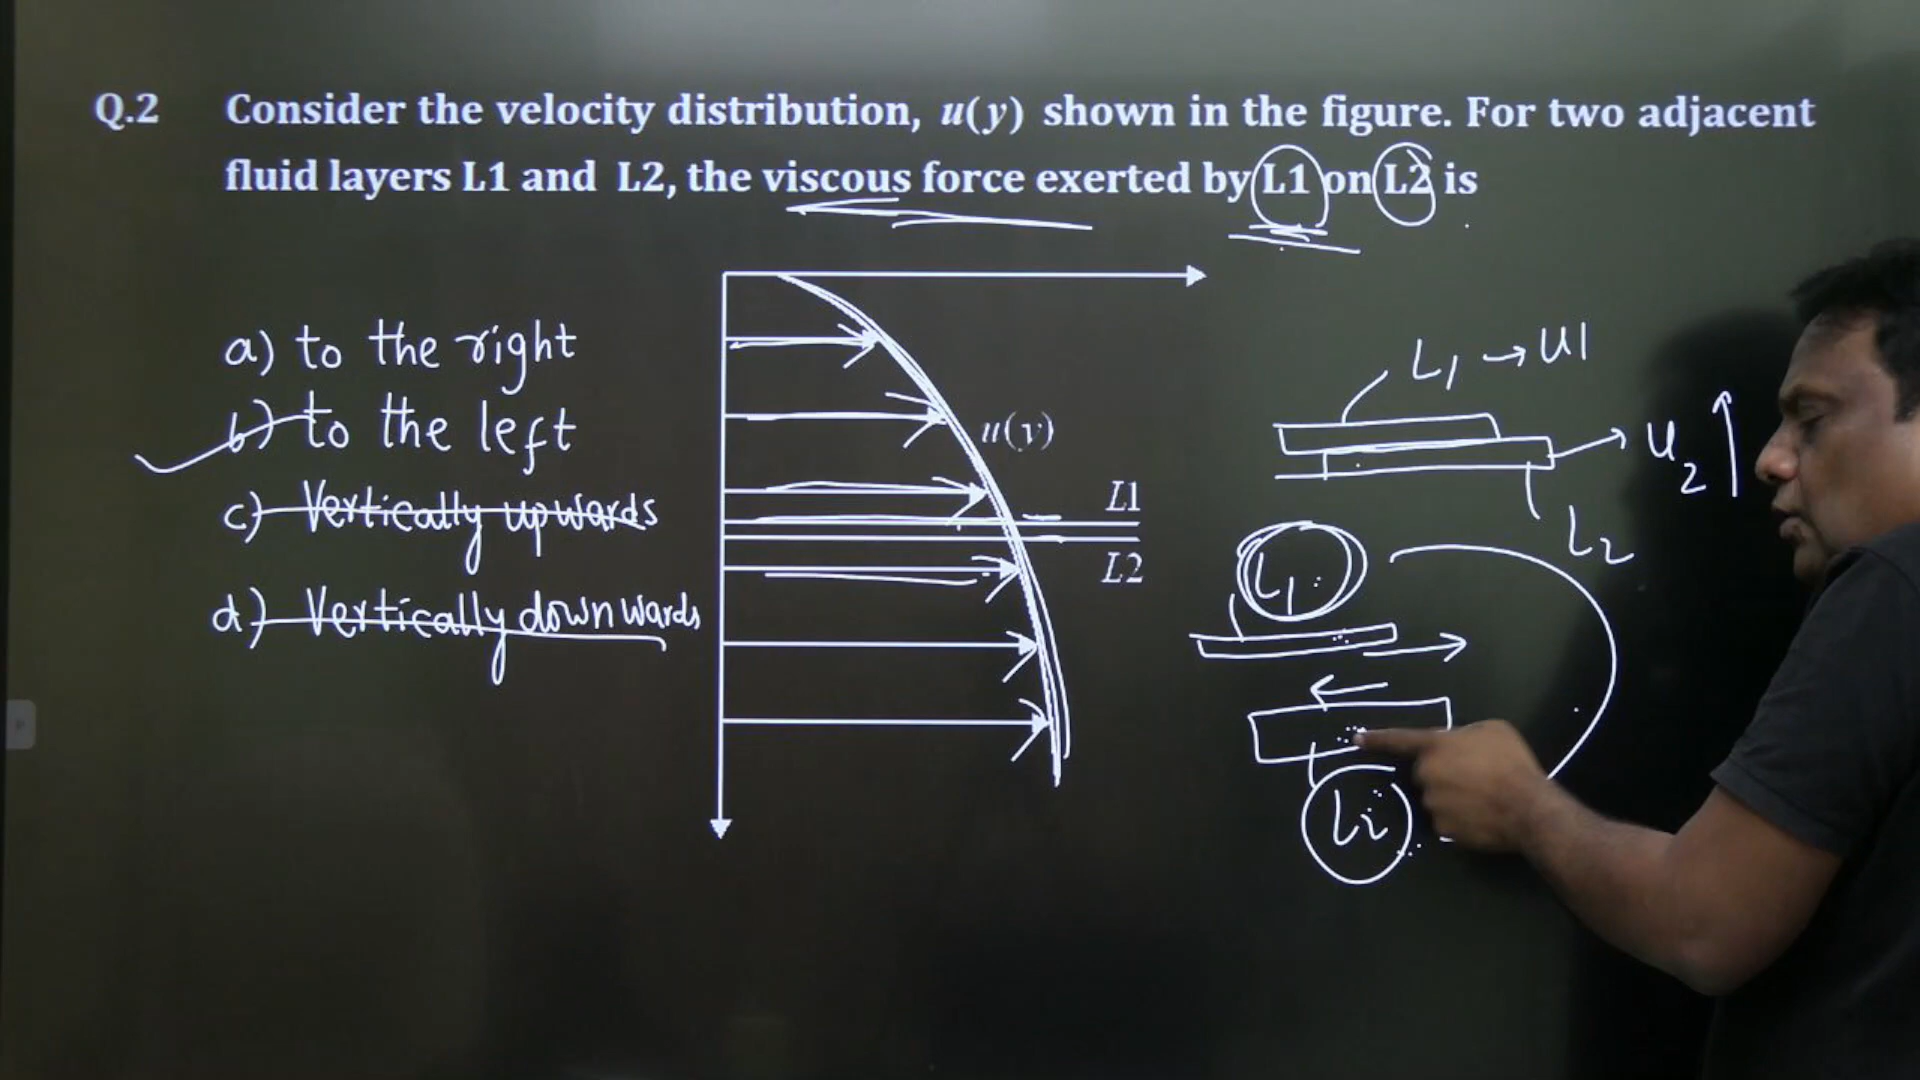 Q.2 Consider the velocity distribution, u(y) shown in the figure. For two adjacent
fluid layers L1 and L2, the viscous force exerted by L1 on L2 is
a) to the right
b) to the left
c) Vertically upwards
d) Vertically downwards
u(y)
L1
L2
L1 → U1
U2
L2
L1
L2